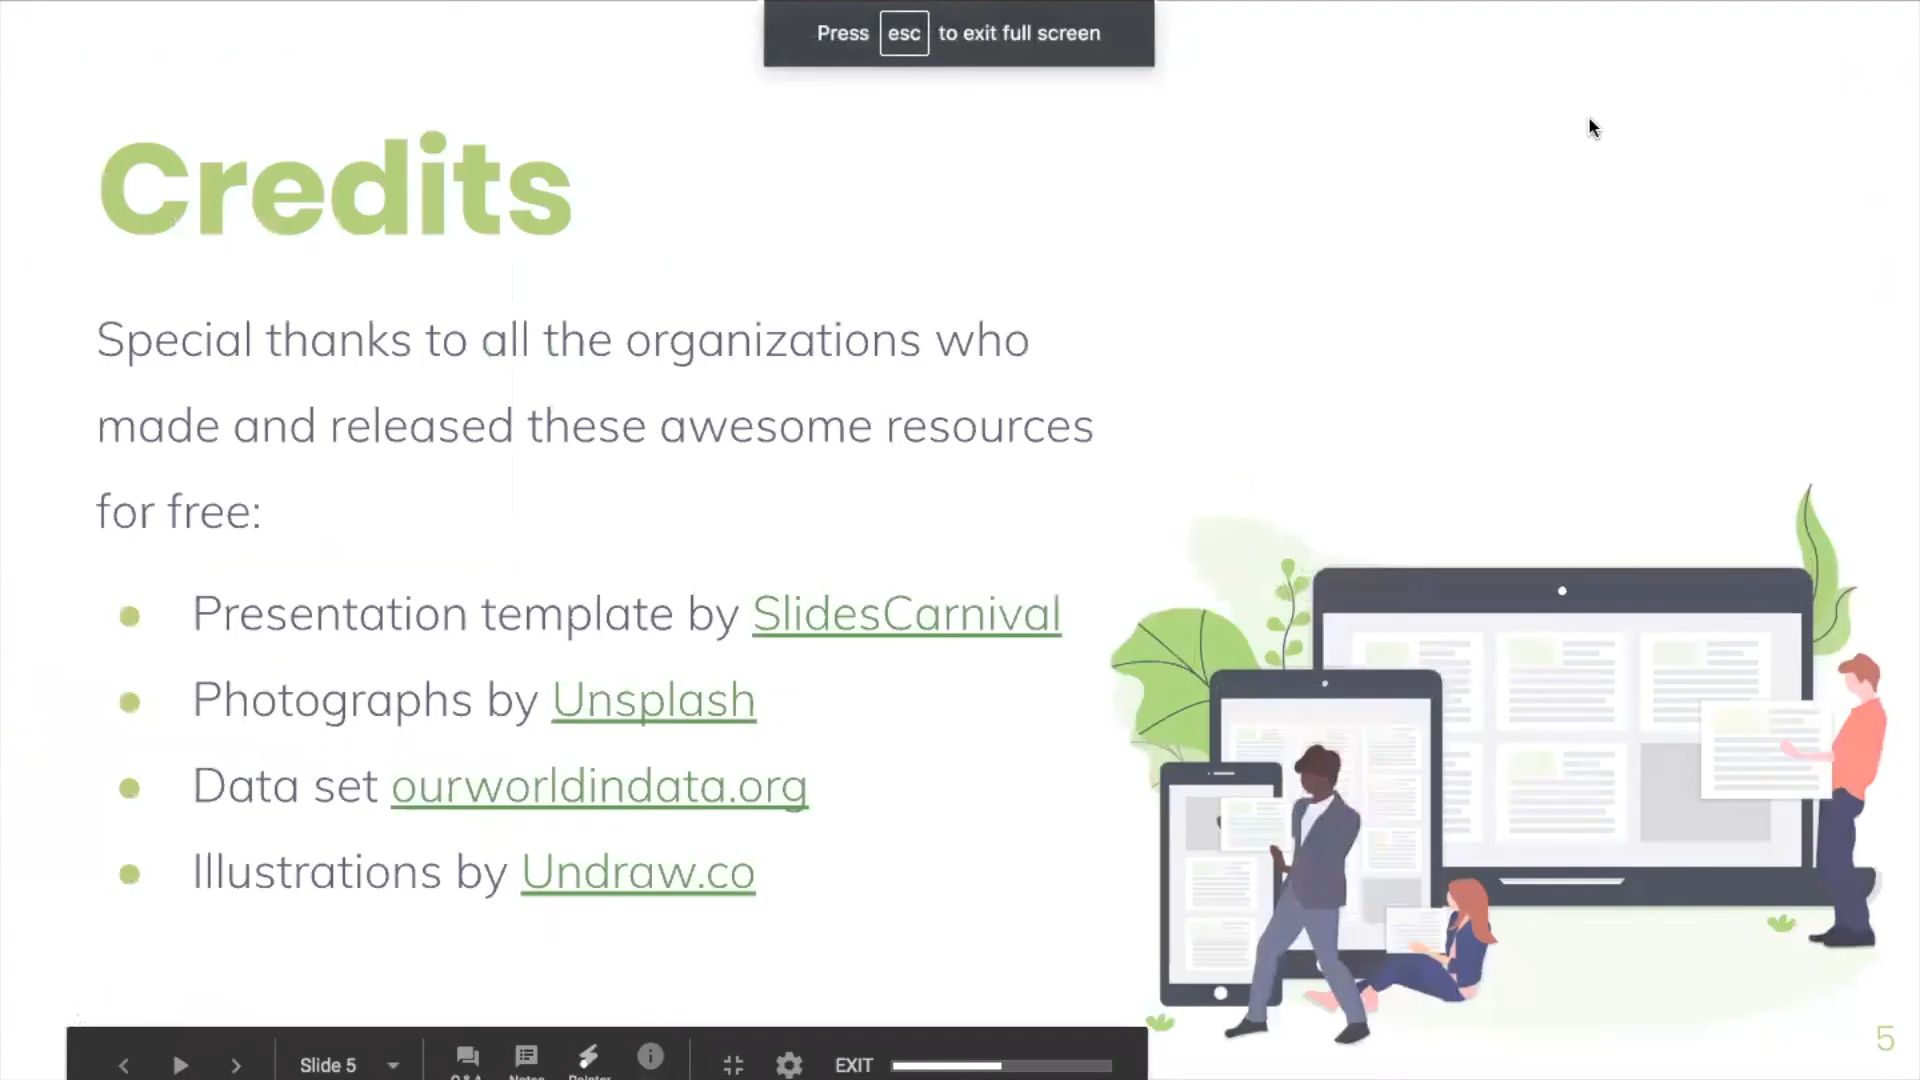 Press esc to exit full screen
Credits
Special thanks to all the organizations who
made and released these awesome resources
for free:
Presentation template by SlidesCarnival
Photographs by Unsplash
Data set ourworldindata.org
Illustrations by Undraw.co
5
Slide 5
Q&A Notes Pointer
EXIT